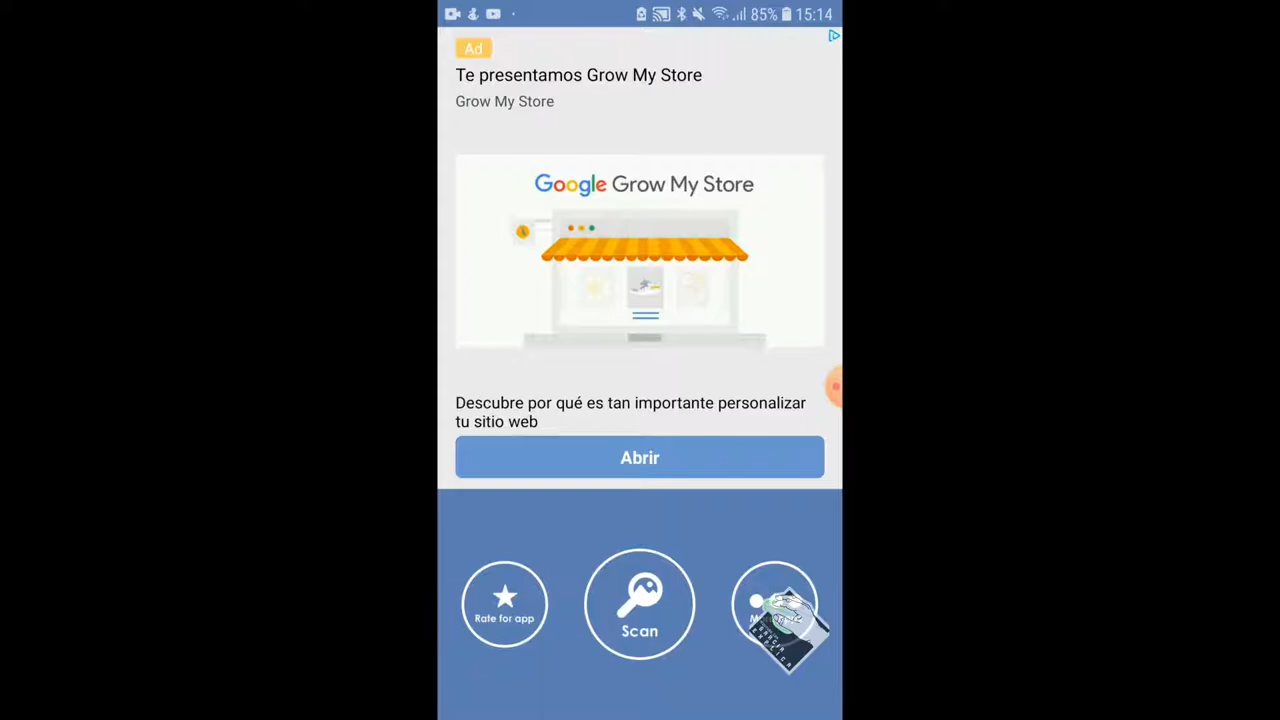 85% 15:14
Ad
Te presentamos Grow My Store
Grow My Store
Google Grow My Store
Descubre por qué es tan importante personalizar
tu sitio web
Abrir
Rate for app
Scan